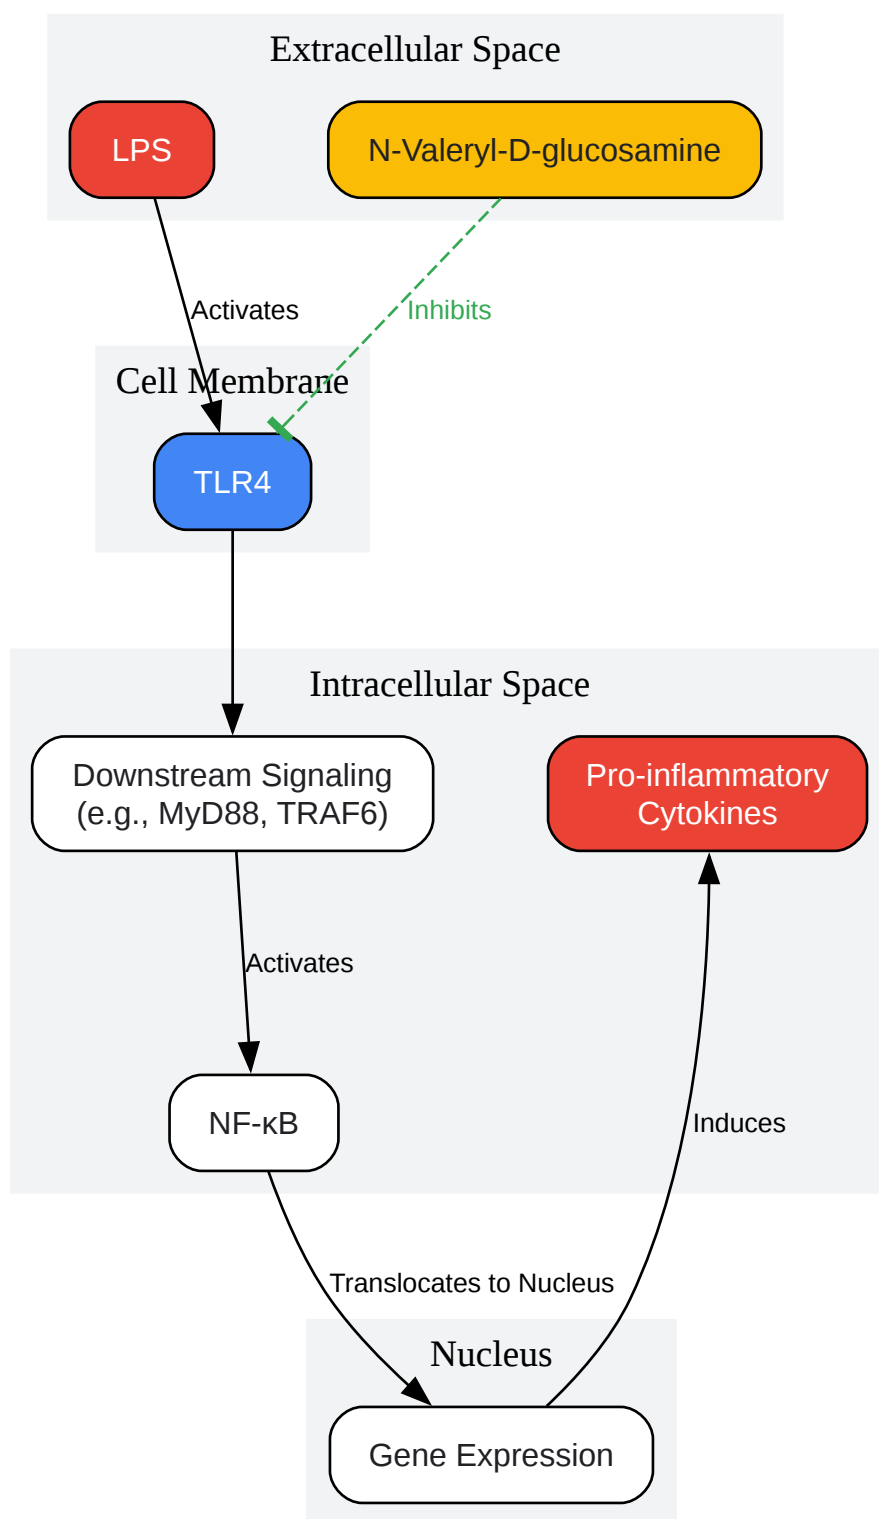 Extracellular Space
LPS
N-Valeryl-D-glucosamine
Activates
Inhibits
Cell Membrane
TLR4
Intracellular Space
Downstream Signaling
(e.g., MyD88, TRAF6)
Pro-inflammatory
Cytokines
Activates
NF-κB
Induces
Translocates to Nucleus
Nucleus
Gene Expression